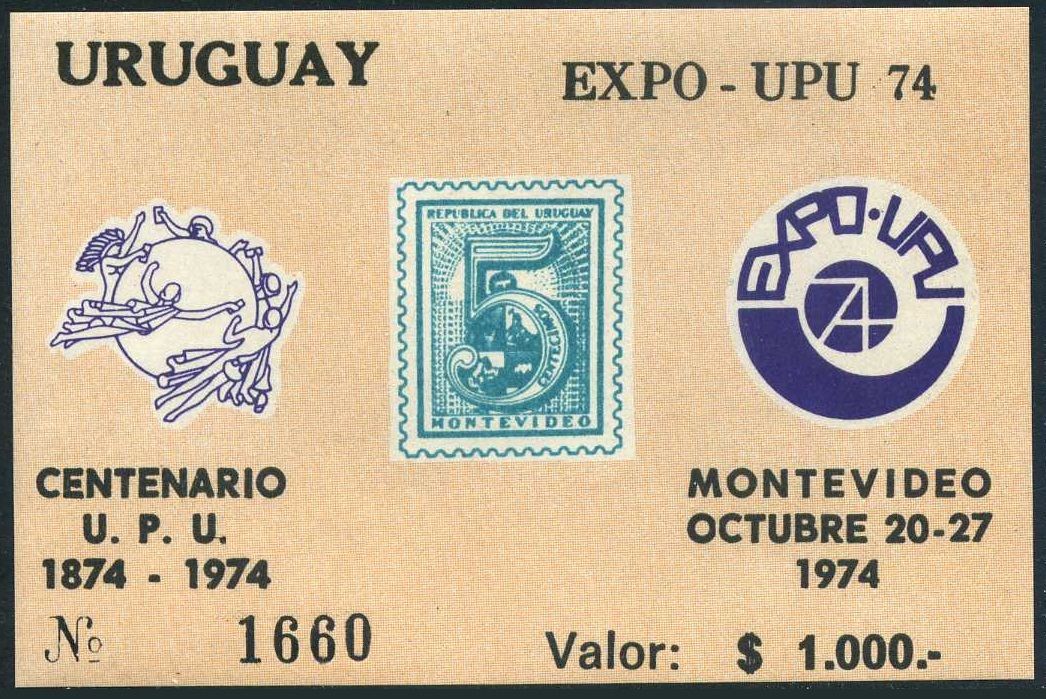 URUGUAY
EXPO - UPU 74
REPUBLICA DEL URUGUAY
5
CENTECIMOS
MONTEVIDEO
EXPO·UPU
74
CENTENARIO
U. P. U.
1874 - 1974
MONTEVIDEO
OCTUBRE 20-27
1974
No 1660
Valor: $ 1.000.-